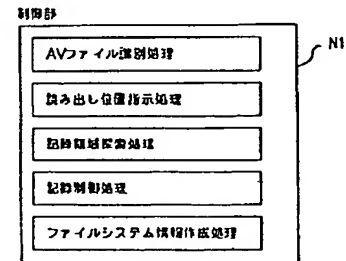 制御部
N1
AVファイル識別処理
読み出し位置指示処理
記録領域探索処理
記録制御処理
ファイルシステム情報作成処理